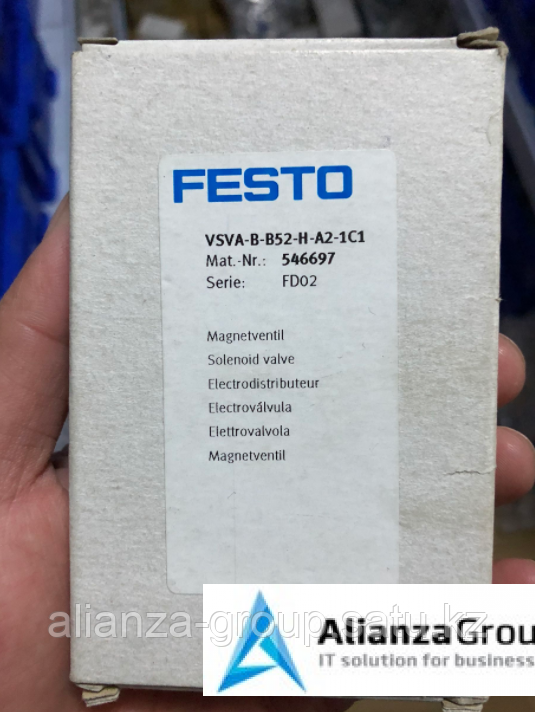 FESTO
VSVA-B-B52-H-A2-1C1
Mat.-Nr.: 546697
Serie: FD02
Magnetventil
Solenoid valve
Electrodistributeur
Electroválvula
Elettrovalvola
Magnetventil
alianza-group.satu.kz
AlianzaGrou
IT solution for business